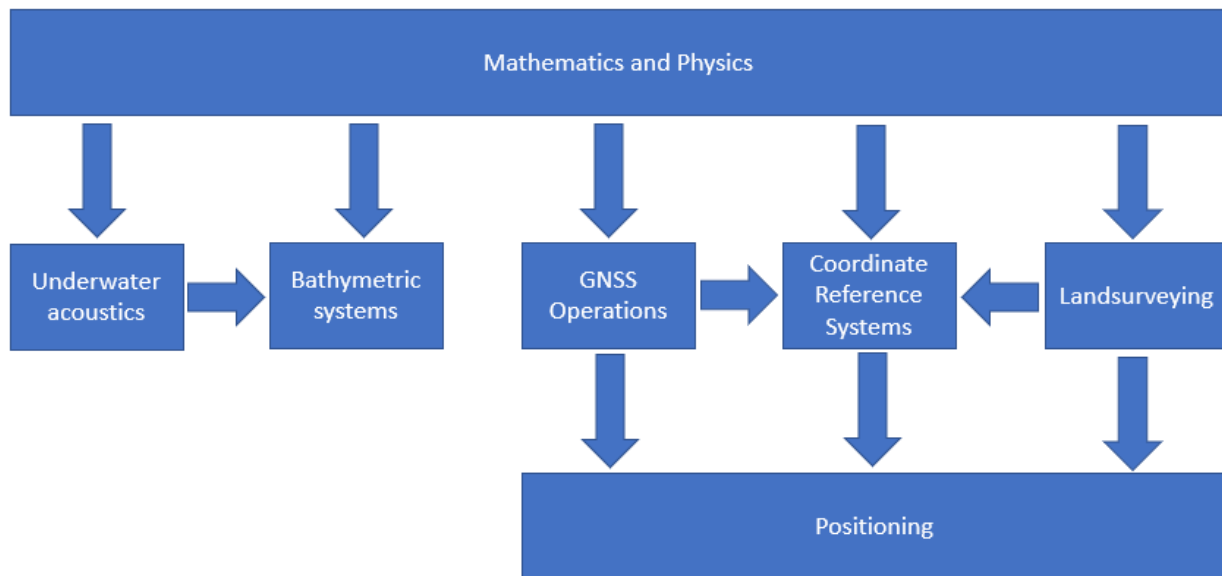 Mathematics and Physics
Underwater
acoustics
Bathymetric
systems
GNSS
Operations
Coordinate
Reference
Systems
Landsurveying
Positioning